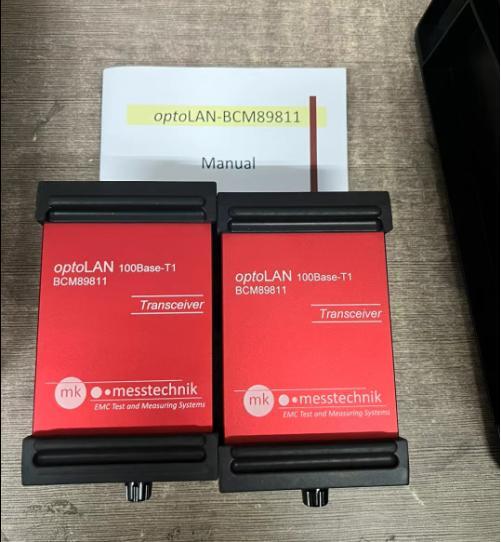 optoLAN-BCM89811
Manual
optoLAN 100Base-T1
BCM89811
Transceiver
mk messtechnik
EMC Test and Measuring Systems
optoLAN 100Base-T1
BCM89811
Transceiver
mk messtechnik
EMC Test and Measuring Systems